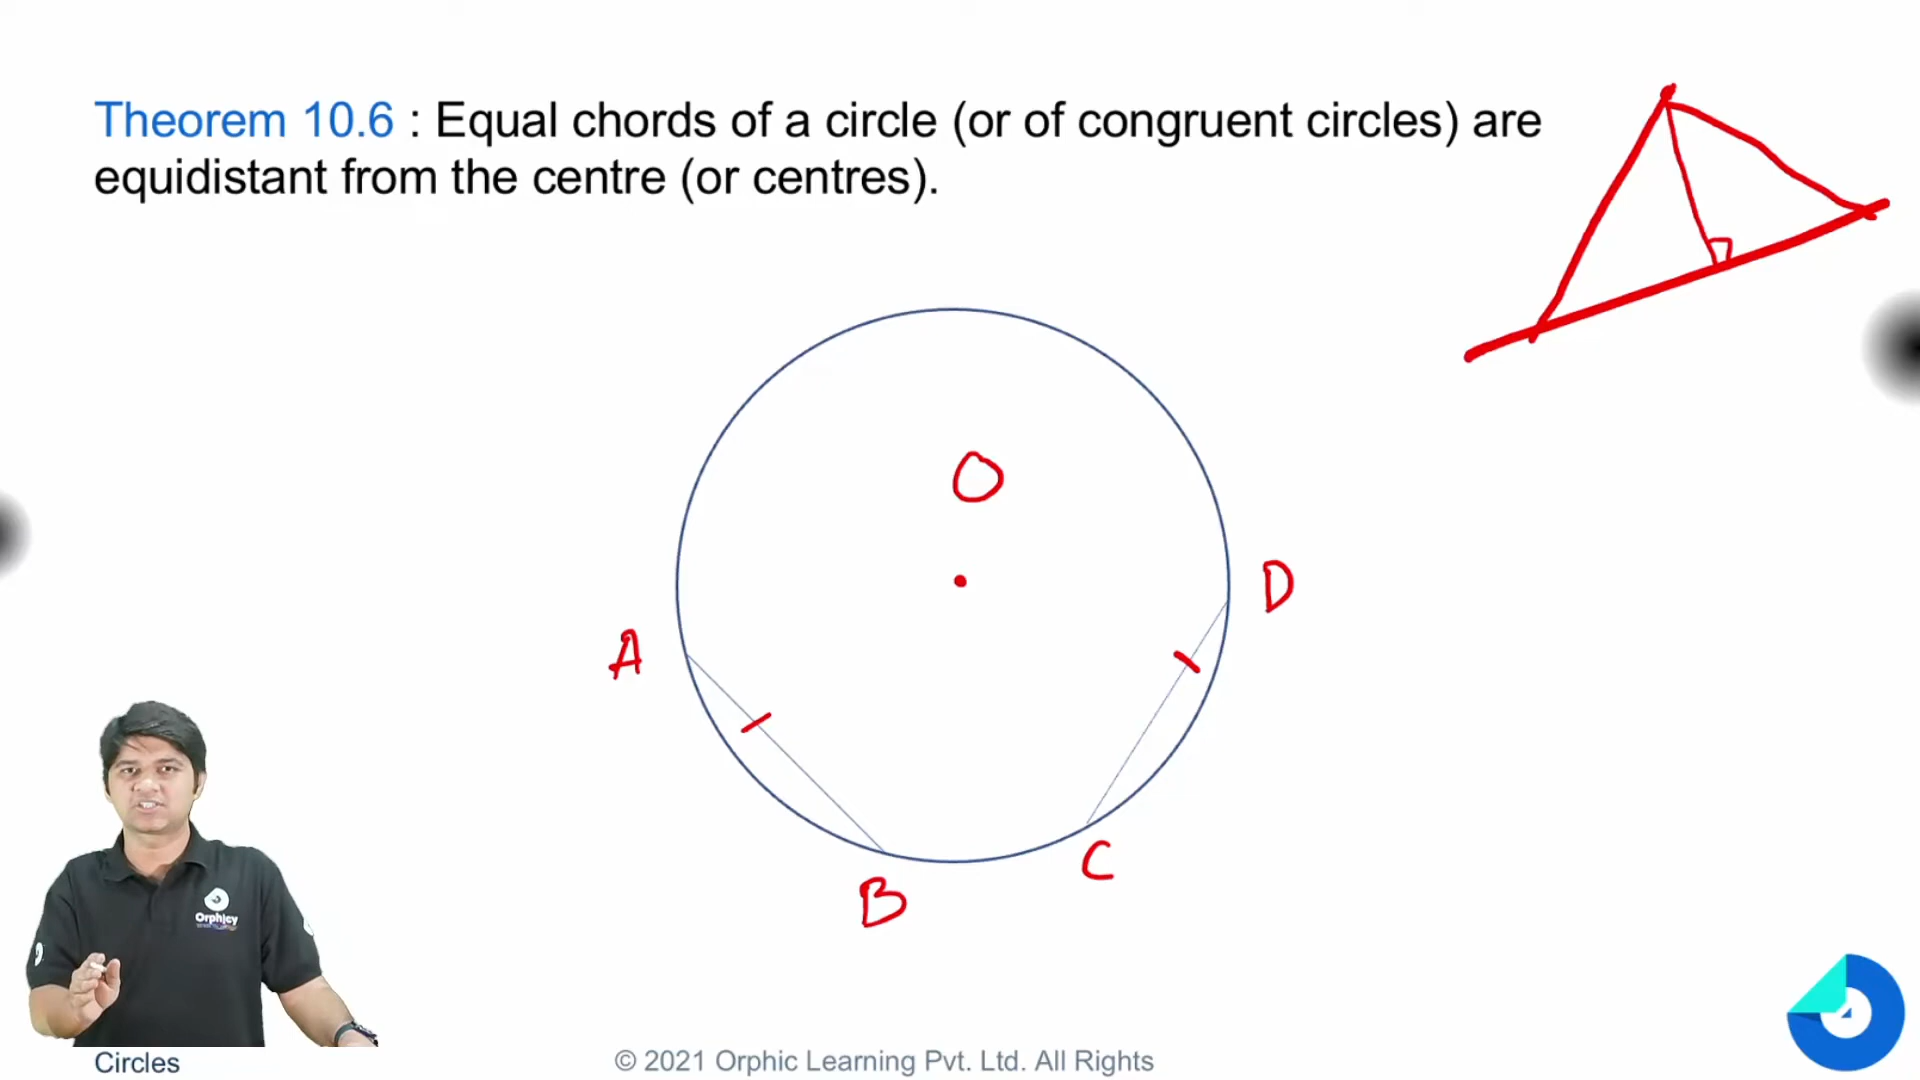 Theorem 10.6 : Equal chords of a circle (or of congruent circles) are
equidistant from the centre (or centres).
O
D
A
C
B
Orphicy
Circles
© 2021 Orphic Learning Pvt. Ltd. All Rights